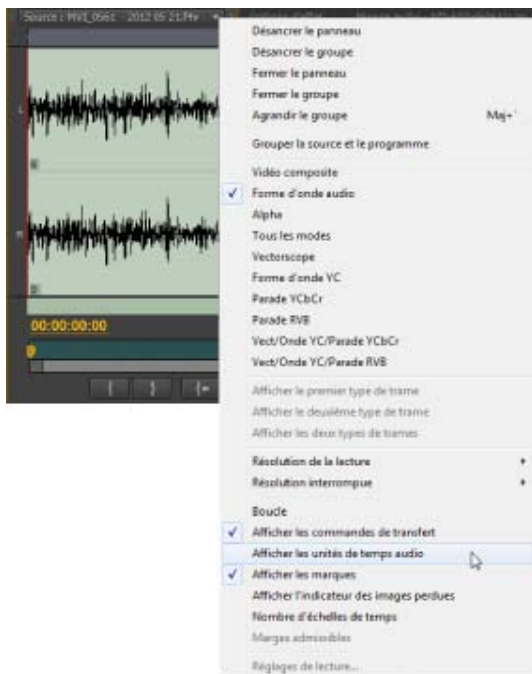 Source : MVI_0561 - 2012 05 21.f4v
L
R
00:00:00:00
Désancrer le panneau
Désancrer le groupe
Fermer le panneau
Fermer le groupe
Agrandir le groupe Maj+`
Grouper la source et le programme
Vidéo composite
Forme d'onde audio
Alpha
Tous les modes
Vectorscope
Forme d'onde YC
Parade YCbCr
Parade RVB
Vect/Onde YC/Parade YCbCr
Vect/Onde YC/Parade RVB
Afficher le premier type de trame
Afficher le deuxième type de trame
Afficher les deux types de trames
Résolution de la lecture
Résolution interrompue
Boucle
Afficher les commandes de transfert
Afficher les unités de temps audio
Afficher les marques
Afficher l'indicateur des images perdues
Nombre d'échelles de temps
Marges admissibles
Réglages de lecture...